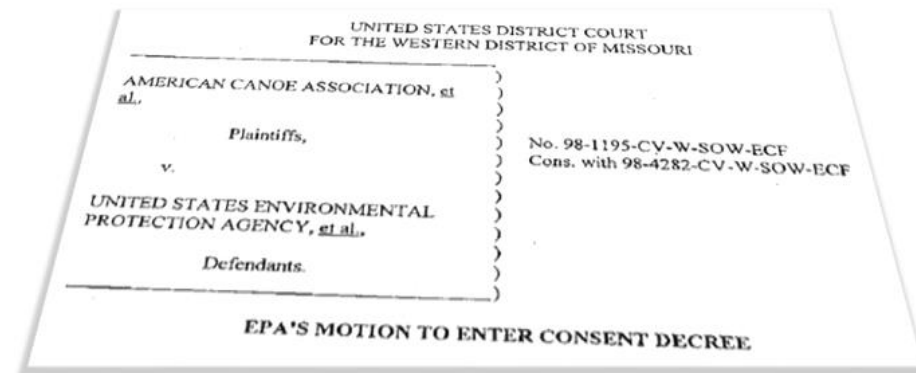 UNITED STATES DISTRICT COURT
FOR THE WESTERN DISTRICT OF MISSOURI
AMERICAN CANOE ASSOCIATION, et
al.,
Plaintiffs,
v.
UNITED STATES ENVIRONMENTAL
PROTECTION AGENCY, et al.,
Defendants.
)
)
)
)
)
)
)
)
)
)
)
)
)
No. 98-1195-CV-W-SOW-ECF
Cons. with 98-4282-CV-W-SOW-ECF
EPA'S MOTION TO ENTER CONSENT DECREE